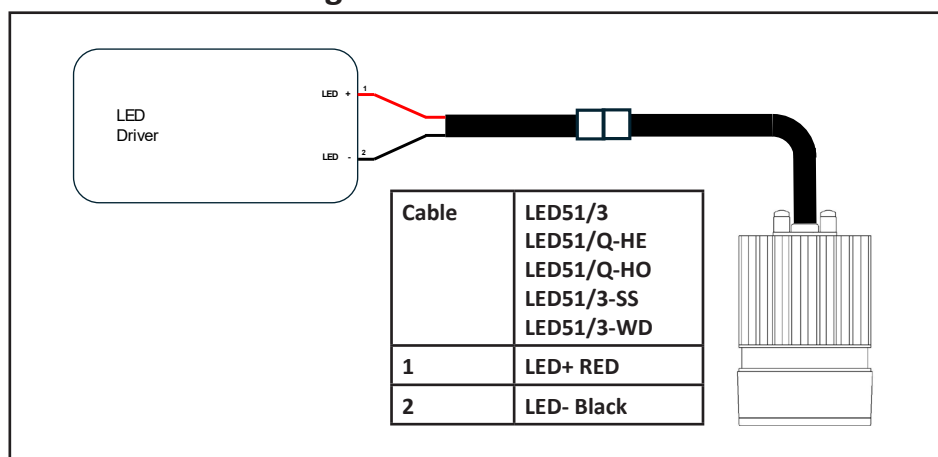 LED + 1
LED
Driver
LED - 2
Cable LED51/3
LED51/Q-HE
LED51/Q-HO
LED51/3-SS
LED51/3-WD
1 LED+ RED
2 LED- Black